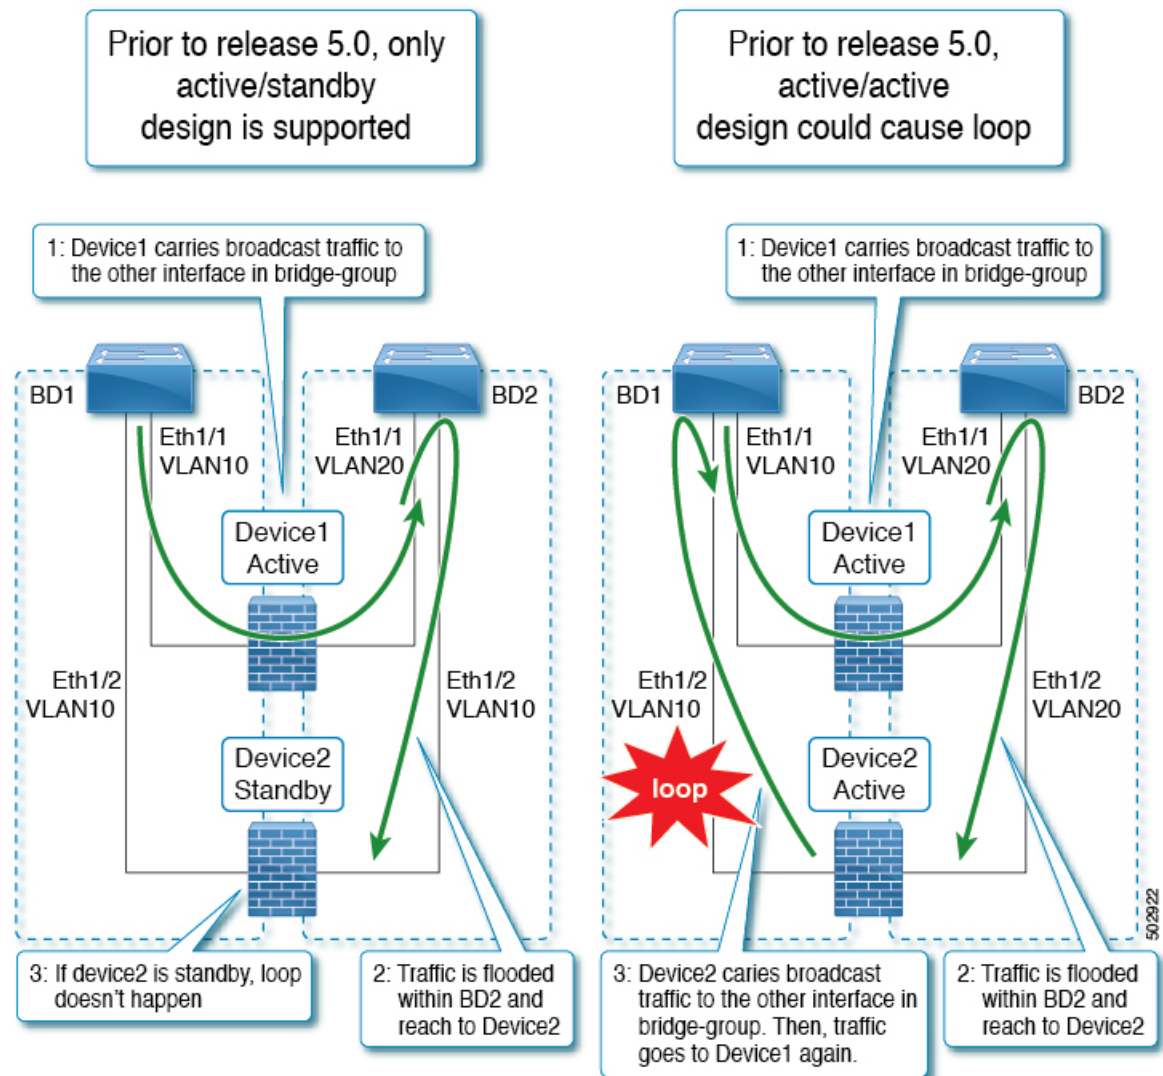 Prior to release 5.0, only
active/standby
design is supported
1: Device1 carries broadcast traffic to
the other interface in bridge-group
BD1
BD2
Eth1/1
VLAN10
Eth1/1
VLAN20
Device1
Active
Eth1/2
VLAN10
Eth1/2
VLAN10
Device2
Standby
3: If device2 is standby, loop
doesn't happen
2: Traffic is flooded
within BD2 and
reach to Device2
Prior to release 5.0,
active/active
design could cause loop
1: Device1 carries broadcast traffic to
the other interface in bridge-group
BD1
BD2
Eth1/1
VLAN10
Eth1/1
VLAN20
Device1
Active
Eth1/2
VLAN10
Eth1/2
VLAN20
loop
Device2
Active
3: Device2 caries broadcast
traffic to the other interface in
bridge-group. Then, traffic
goes to Device1 again.
2: Traffic is flooded
within BD2 and
reach to Device2
502922